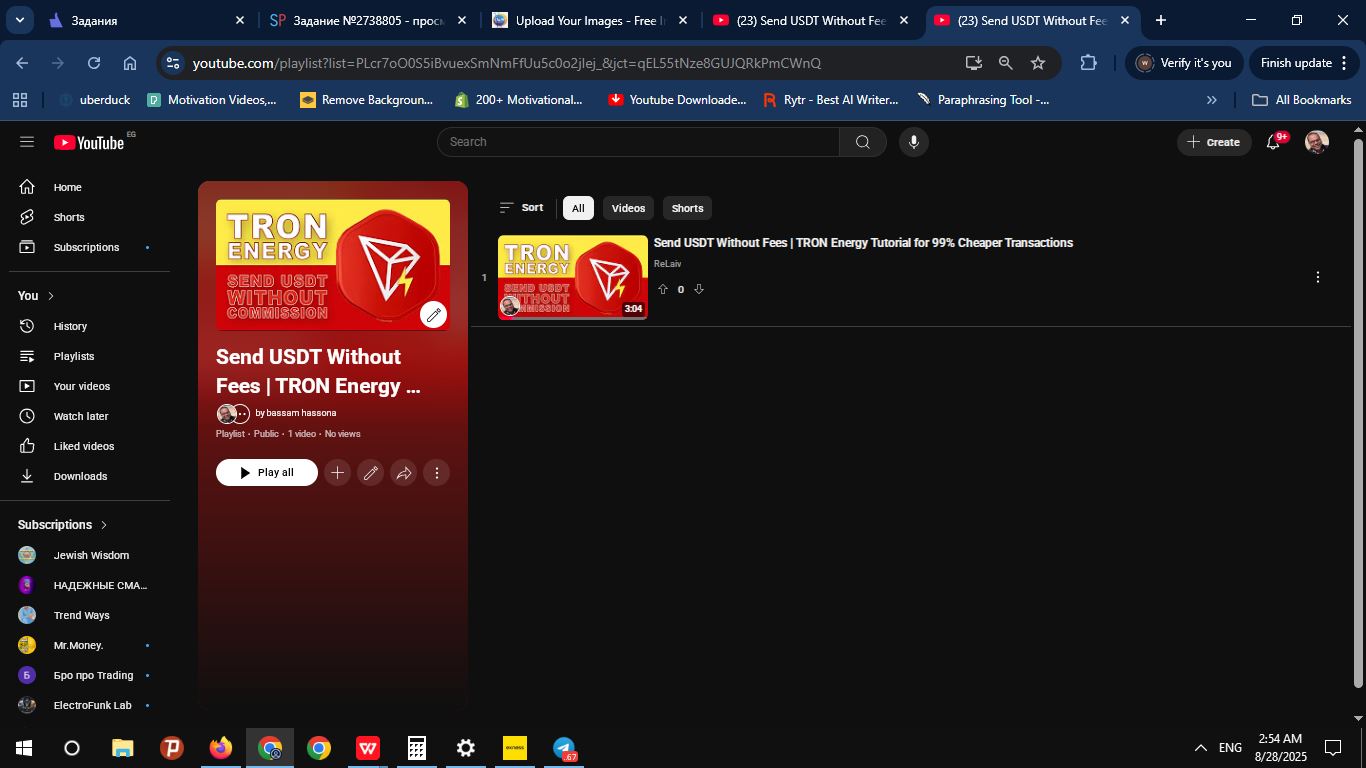 Задания
SP Задание №2738805 - просм
Upload Your Images - Free I
(23) Send USDT Without Fee
(23) Send USDT Without Fee
youtube.com/playlist?list=PLcr7oO0S5iBvuexSmNmFfUu5c0o2jIej_&jct=qEL55tNze8GUJQRkPmCWnQ
Verify it's you
Finish update
uberduck
Motivation Videos,...
Remove Backgroun...
200+ Motivational...
Youtube Downloade...
Rytr - Best AI Writer...
Paraphrasing Tool -...
All Bookmarks
YouTube EG
Search
Create
9+
Home
Shorts
Subscriptions
You
History
Playlists
Your videos
Watch later
Liked videos
Downloads
Subscriptions
Jewish Wisdom
НАДЕЖНЫЕ СМА...
Trend Ways
Mr.Money.
Б Бро про Trading
ElectroFunk Lab
TRON
ENERGY
SEND USDT
WITHOUT
COMMISSION
Send USDT Without
Fees | TRON Energy ...
by bassam hassona
Playlist • Public • 1 video • No views
Play all
Sort
All
Videos
Shorts
1
TRON
ENERGY
SEND USDT
WITHOUT
COMMISSION
3:04
Send USDT Without Fees | TRON Energy Tutorial for 99% Cheaper Transactions
ReLaiv
0
exness
67
ENG
2:54 AM
8/28/2025